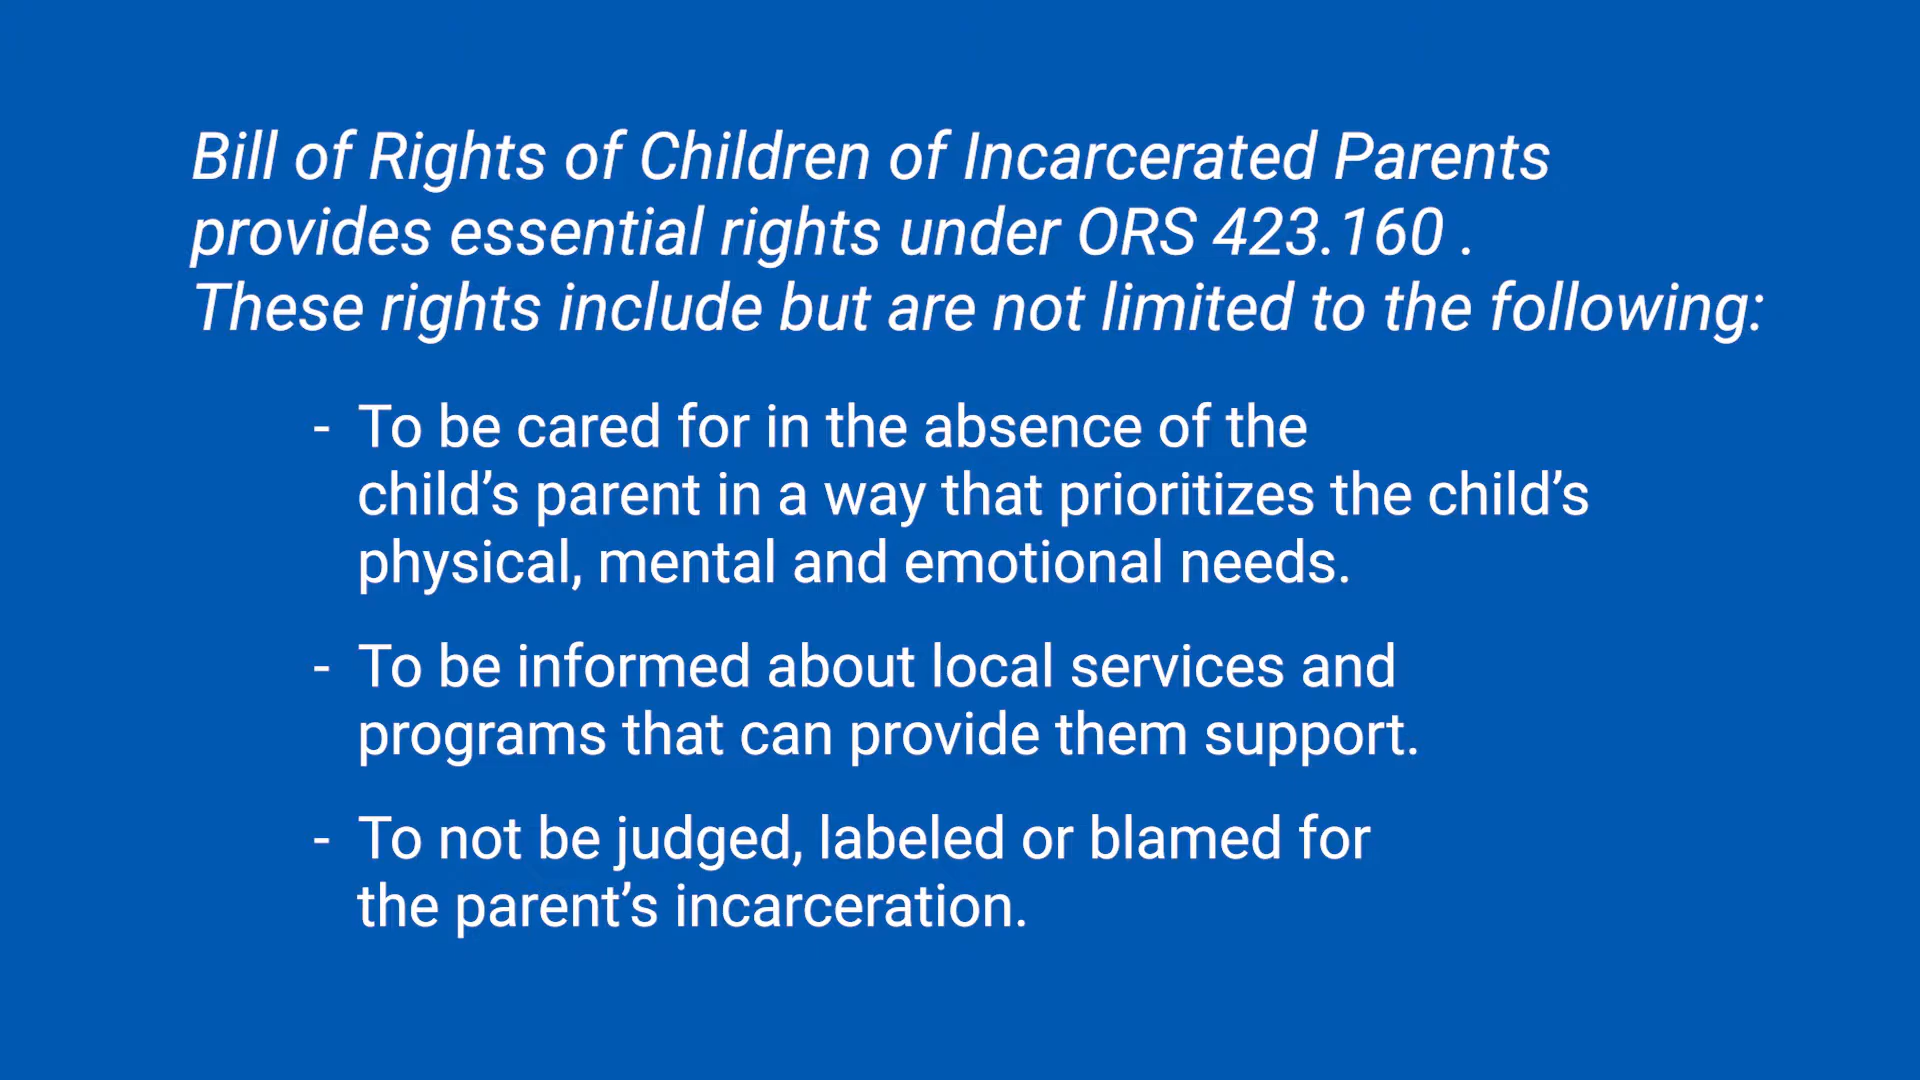 Bill of Rights of Children of Incarcerated Parents
provides essential rights under ORS 423.160 .
These rights include but are not limited to the following:
- To be cared for in the absence of the
child’s parent in a way that prioritizes the child’s
physical, mental and emotional needs.
- To be informed about local services and
programs that can provide them support.
- To not be judged, labeled or blamed for
the parent’s incarceration.